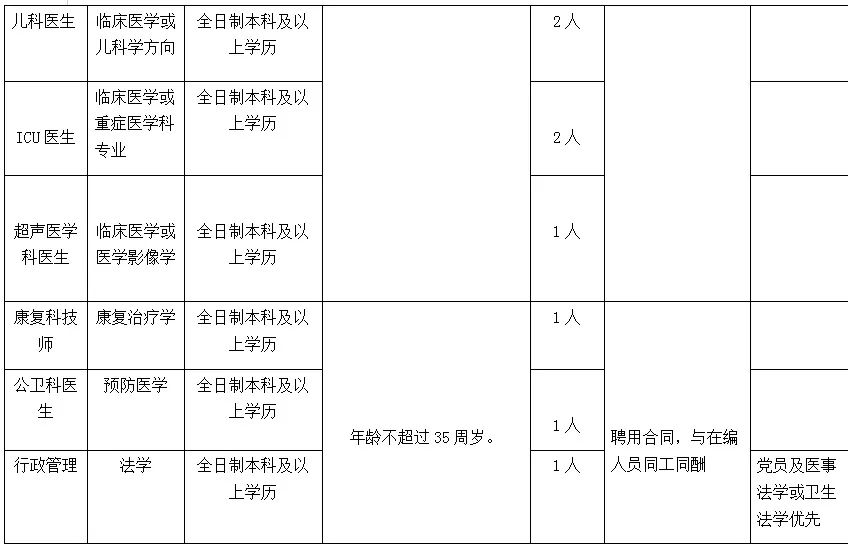 儿科医生
临床医学或
儿科学方向
全日制本科及以
上学历
2人
ICU医生
临床医学或
重症医学科
专业
全日制本科及以
上学历
2人
超声医学
科医生
临床医学或
医学影像学
全日制本科及以
上学历
1人
康复科技
师
康复治疗学
全日制本科及以
上学历
年龄不超过35周岁。
1人
聘用合同，与在编
人员同工同酬
公卫科医
生
预防医学
全日制本科及以
上学历
1人
行政管理
法学
全日制本科及以
上学历
1人
党员及医事
法学或卫生
法学优先